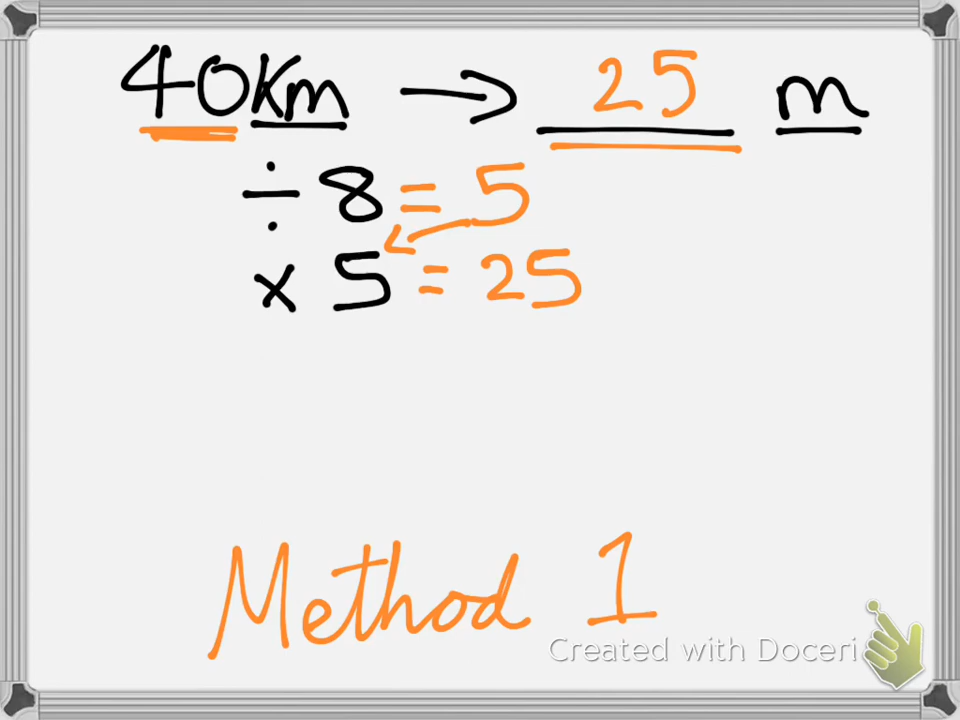 40Km → 25 m
÷ 8 = 5
× 5 = 25
Method 1
Created with Doceri